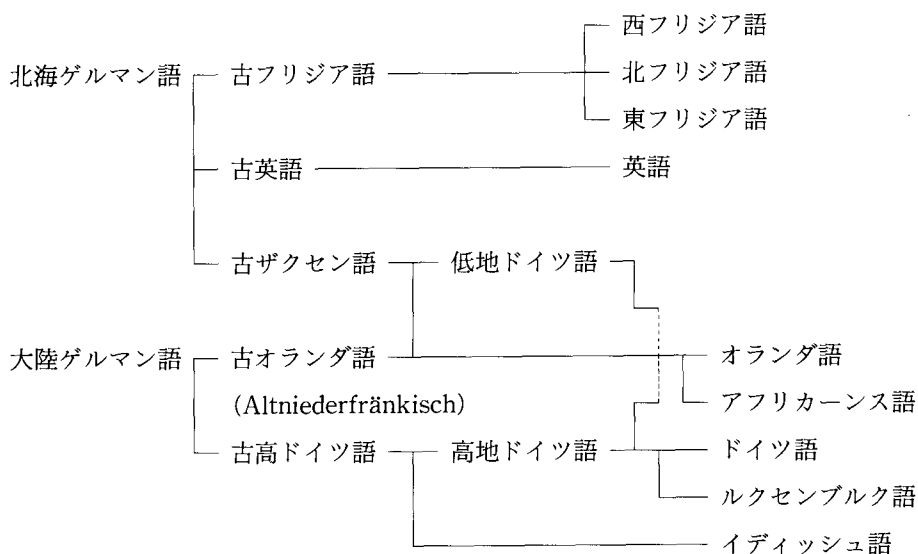 西フリジア語
北海ゲルマン語 古フリジア語 北フリジア語
東フリジア語
古英語 英語
古ザクセン語 低地ドイツ語
大陸ゲルマン語 古オランダ語 オランダ語
(Altniederfränkisch) アフリカーンス語
古高ドイツ語 高地ドイツ語 ドイツ語
ルクセンブルク語
イディッシュ語